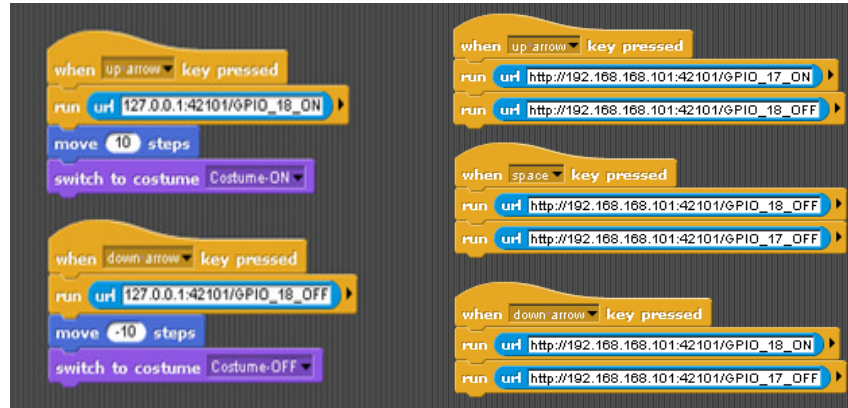 when up arrow key pressed
run url 127.0.0.1:42101/GPIO_18_ON
move 10 steps
switch to costume Costume-ON
when down arrow key pressed
run url 127.0.0.1:42101/GPIO_18_OFF
move -10 steps
switch to costume Costume-OFF
when up arrow key pressed
run url http://192.168.168.101:42101/GPIO_17_ON
run url http://192.168.168.101:42101/GPIO_18_OFF
when space key pressed
run url http://192.168.168.101:42101/GPIO_18_OFF
run url http://192.168.168.101:42101/GPIO_17_OFF
when down arrow key pressed
run url http://192.168.168.101:42101/GPIO_18_ON
run url http://192.168.168.101:42101/GPIO_17_OFF